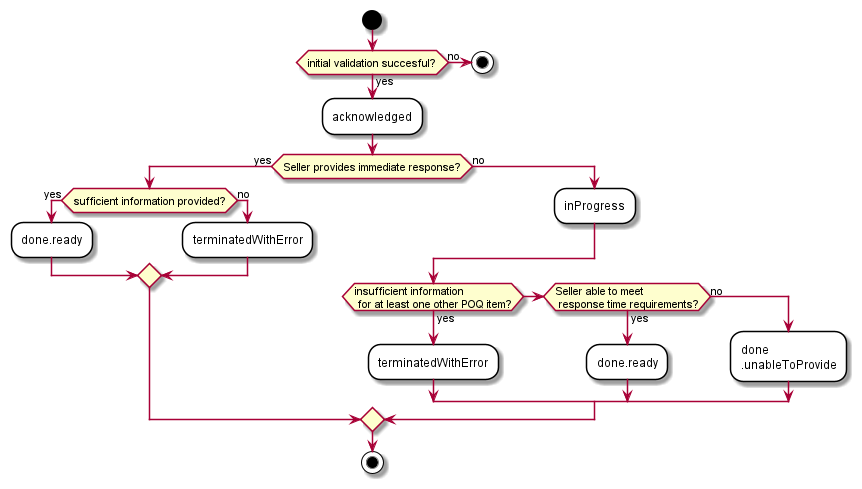 initial validation succesful?
no
yes
acknowledged
yes
Seller provides immediate response?
no
yes
sufficient information provided?
no
inProgress
done.ready
terminatedWithError
insufficient information
for at least one other POQ item?
Seller able to meet
response time requirements?
no
yes
yes
terminatedWithError
done.ready
done
.unableToProvide